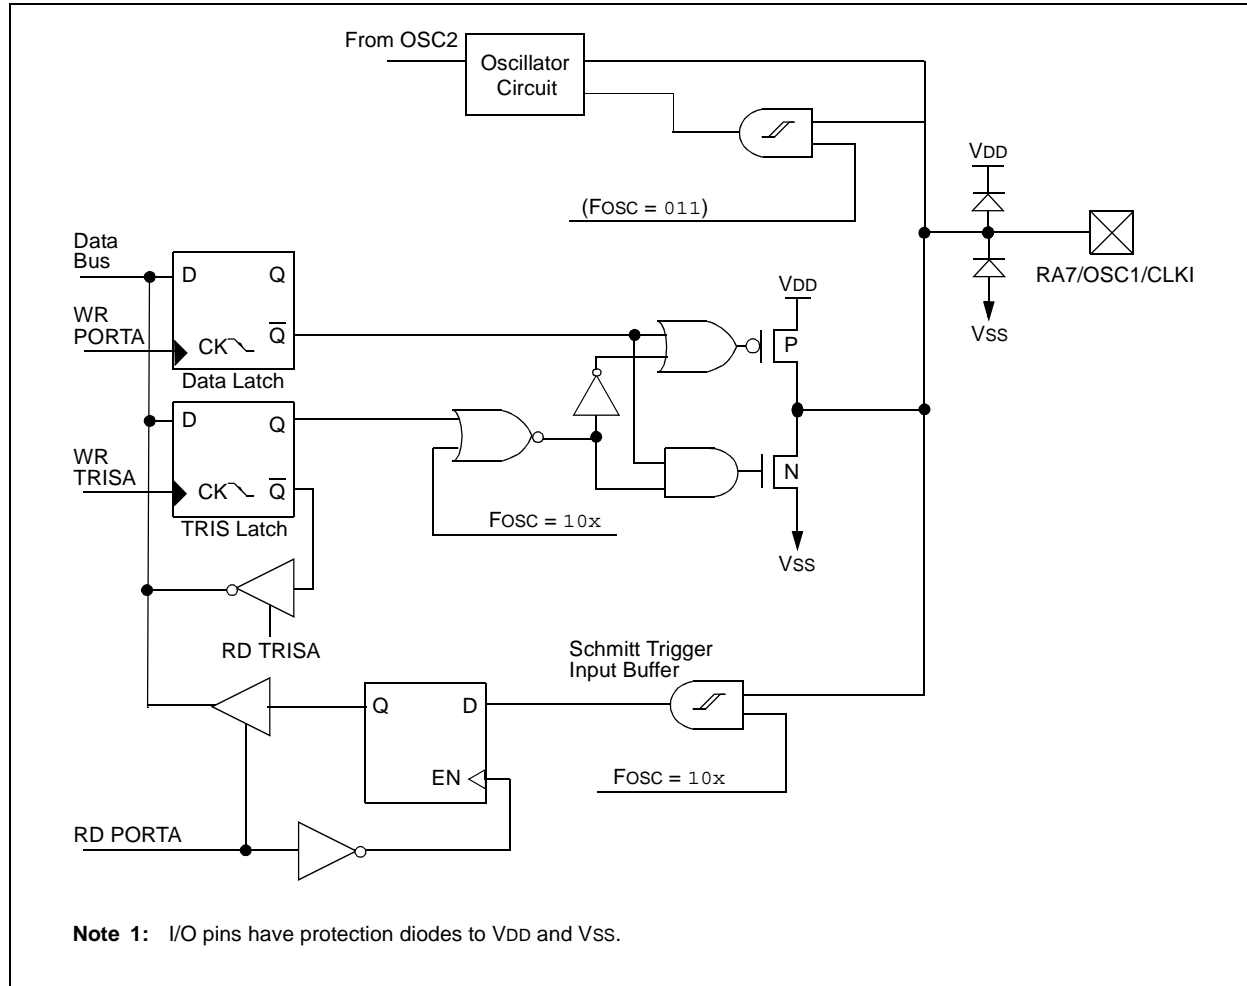 From OSC2
Oscillator
Circuit
VDD
(FOSC = 011)
Data
Bus
D
Q
RA7/OSC1/CLKI
VDD
WR
PORTA
Q
VSS
CK
P
Data Latch
D
Q
WR
TRISA
N
CK
Q
FOSC = 10x
TRIS Latch
VSS
RD TRISA
Schmitt Trigger
Input Buffer
Q
D
EN
FOSC = 10x
RD PORTA
Note 1: I/O pins have protection diodes to VDD and VSS.